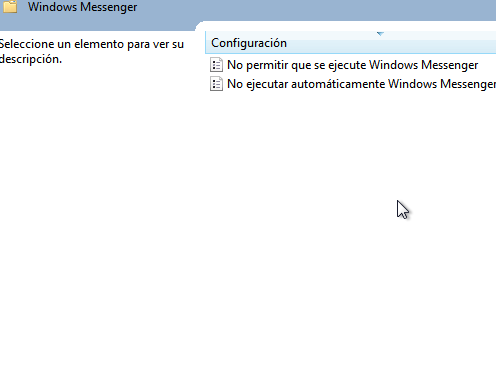 Windows Messenger
Seleccione un elemento para ver su
descripción.
Configuración
No permitir que se ejecute Windows Messenger
No ejecutar automáticamente Windows Messenger